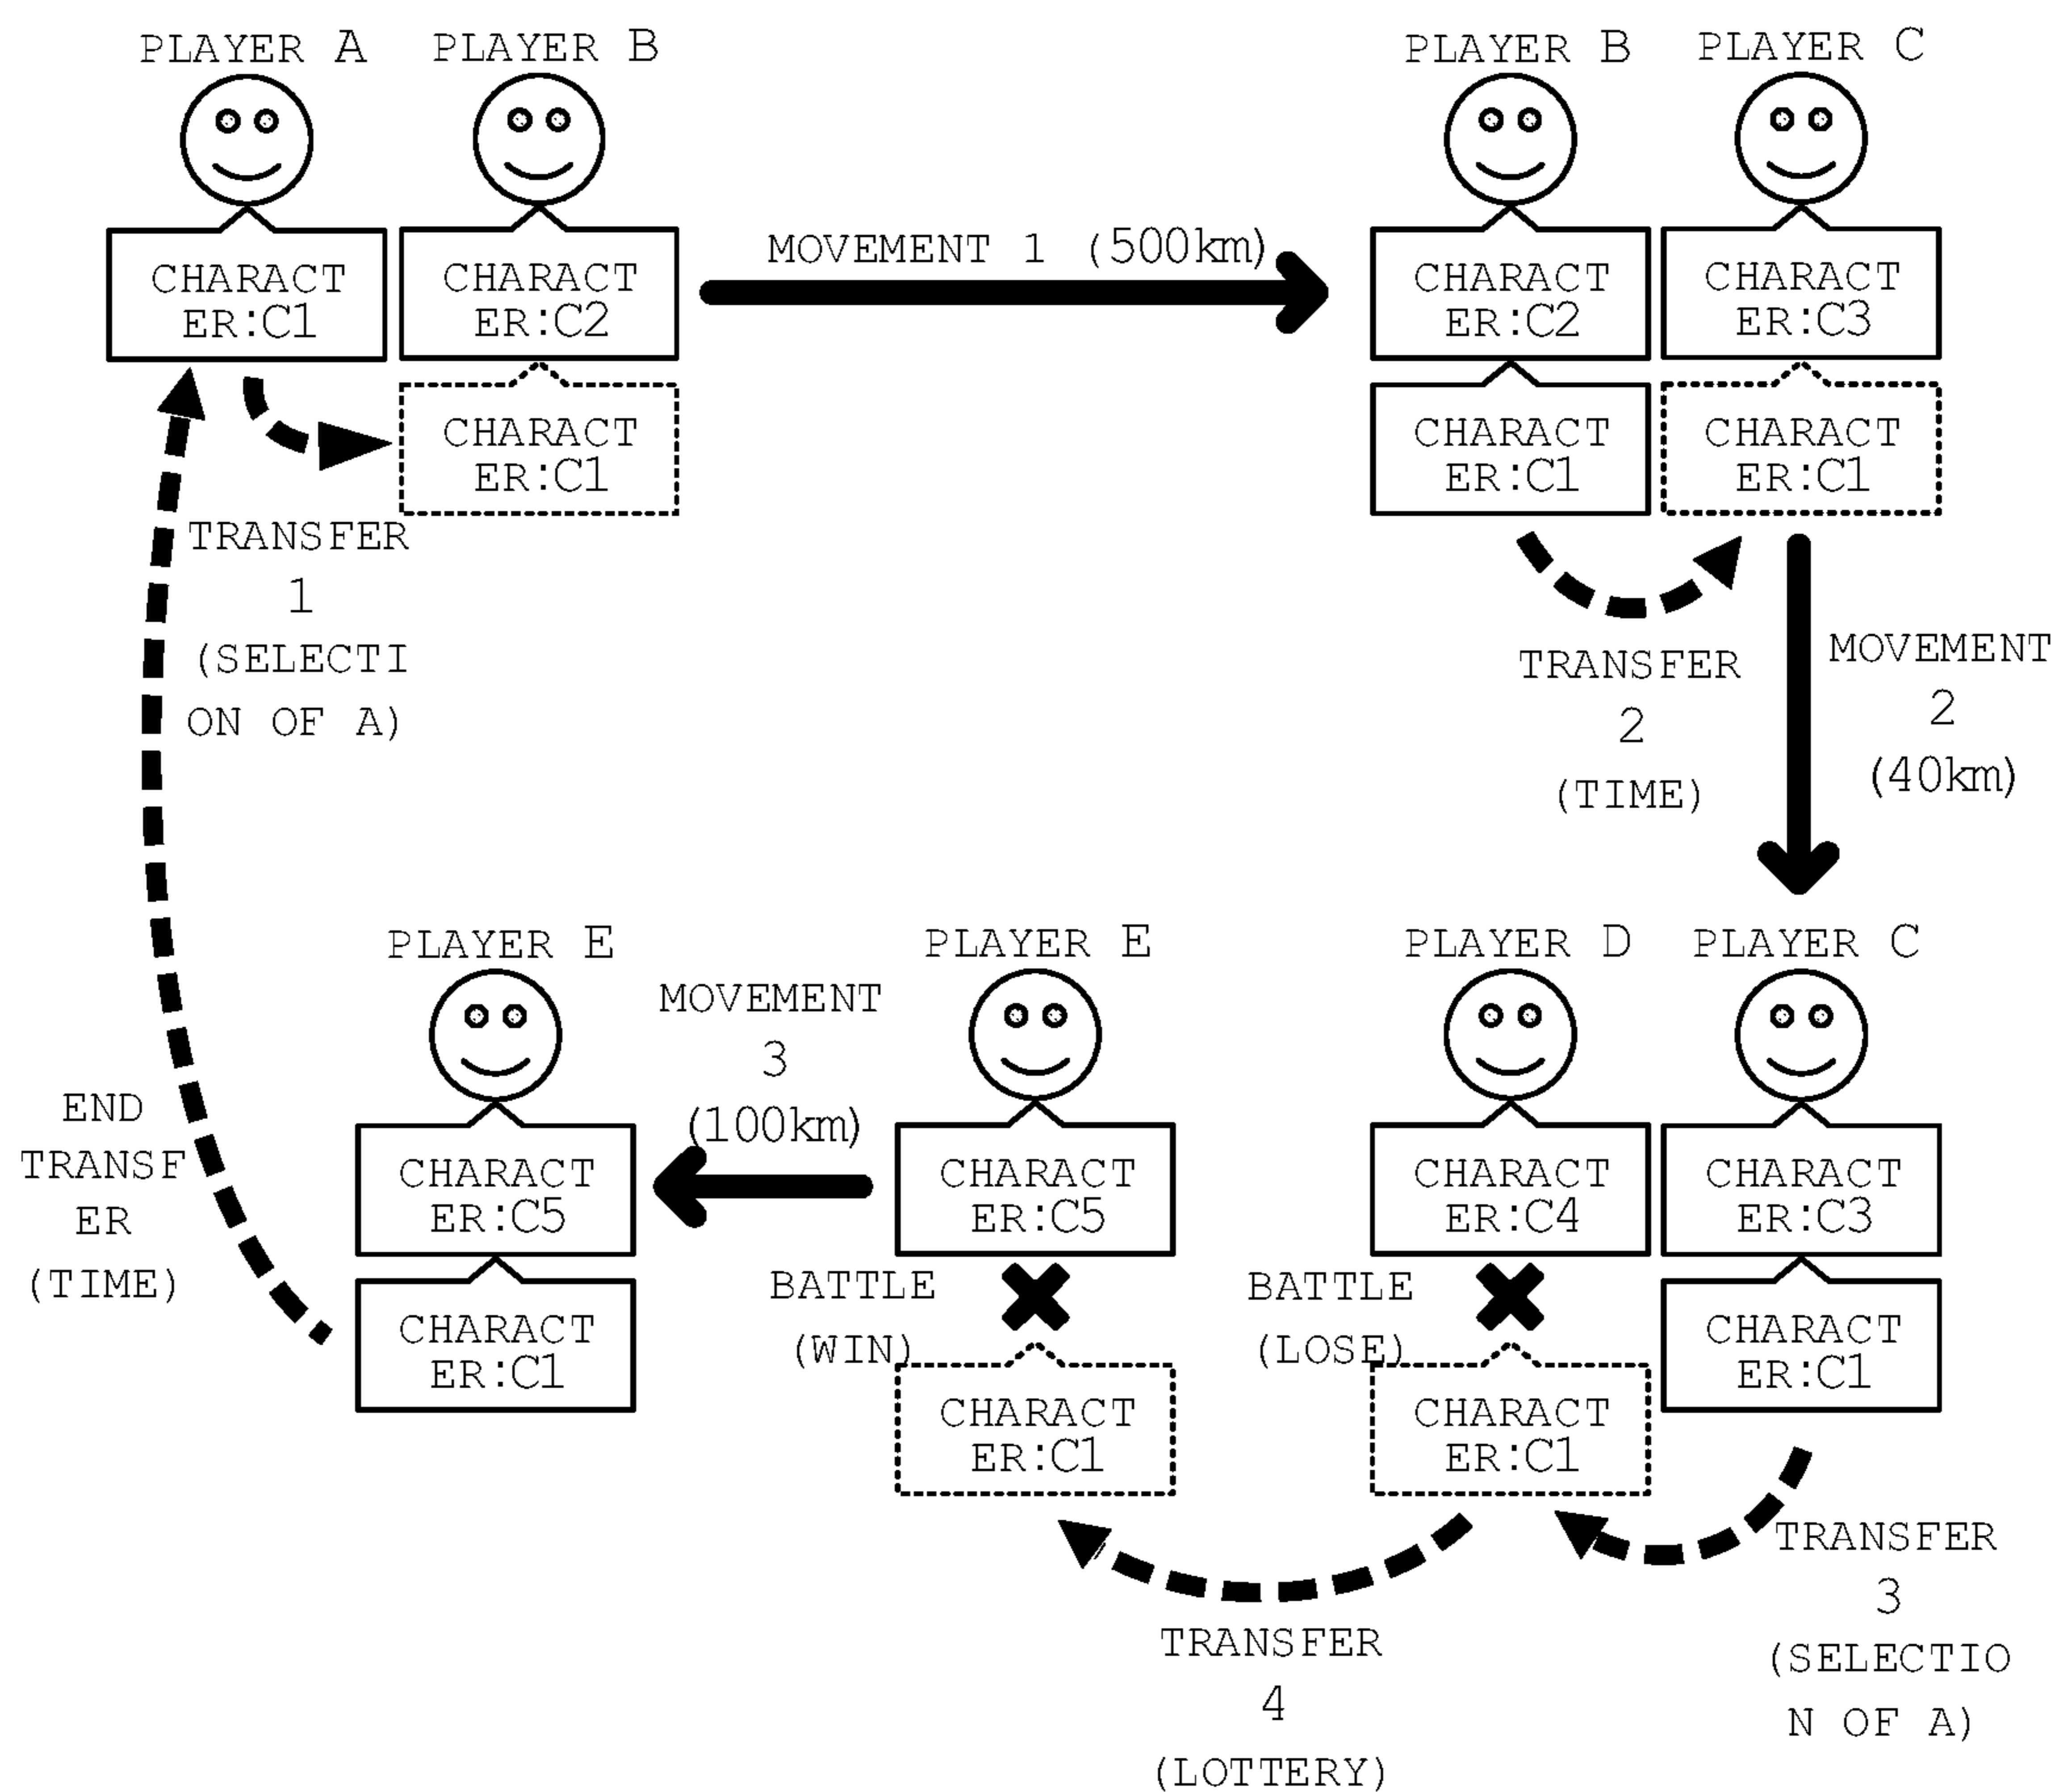 PLAYER A
PLAYER B
PLAYER B
PLAYER C
CHARACT
ER:C1
CHARACT
ER:C2
MOVEMENT 1 (500km)
CHARACT
ER:C2
CHARACT
ER:C3
CHARACT
ER:C1
CHARACT
ER:C1
CHARACT
ER:C1
TRANSFER
1
(SELECTI
ON OF A)
TRANSFER
2
(TIME)
MOVEMENT
2
(40km)
PLAYER E
PLAYER E
PLAYER D
PLAYER C
MOVEMENT
3
(100km)
END
TRANSF
ER
(TIME)
CHARACT
ER:C5
CHARACT
ER:C5
CHARACT
ER:C4
CHARACT
ER:C3
BATTLE
(WIN)
BATTLE
(LOSE)
CHARACT
ER:C1
CHARACT
ER:C1
CHARACT
ER:C1
CHARACT
ER:C1
TRANSFER
3
(SELECTIO
N OF A)
TRANSFER
4
(LOTTERY)